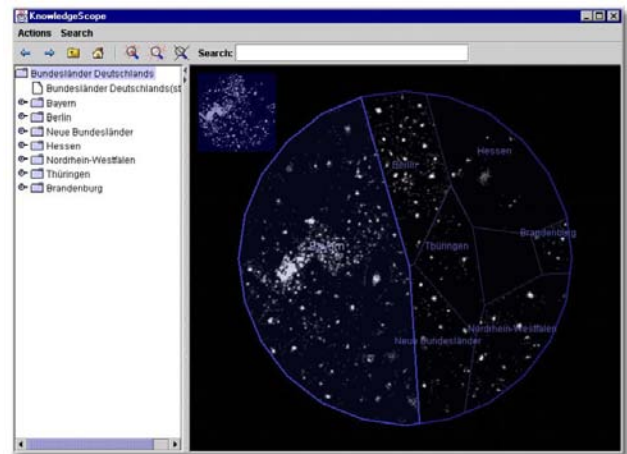 KnowledgeScope
Actions Search
Search:
Bundesländer Deutschlands
Bundesländer Deutschlands(st
Bayern
Berlin
Neue Bundesländer
Hessen
Nordrhein-Westfalen
Thüringen
Brandenburg
Berlin
Hessen
Brandenburg
Bayern
Thüringen
Nordrhein-Westfalen
Neue Bundesländer